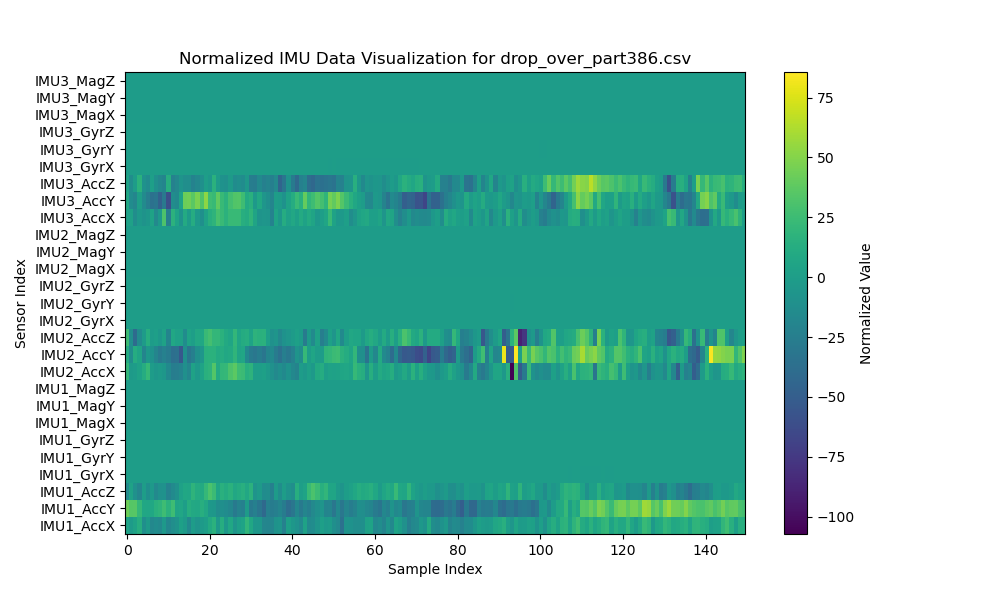 Normalized IMU Data Visualization for drop_over_part386.csv
IMU3_MagZ
IMU3_MagY
IMU3_MagX
IMU3_GyrZ
IMU3_GyrY
IMU3_GyrX
IMU3_AccZ
IMU3_AccY
IMU3_AccX
IMU2_MagZ
IMU2_MagY
IMU2_MagX
IMU2_GyrZ
IMU2_GyrY
IMU2_GyrX
IMU2_AccZ
IMU2_AccY
IMU2_AccX
IMU1_MagZ
IMU1_MagY
IMU1_MagX
IMU1_GyrZ
IMU1_GyrY
IMU1_GyrX
IMU1_AccZ
IMU1_AccY
IMU1_AccX
Sensor Index
0 20 40 60 80 100 120 140
Sample Index
75
50
25
0
−25
−50
−75
−100
Normalized Value